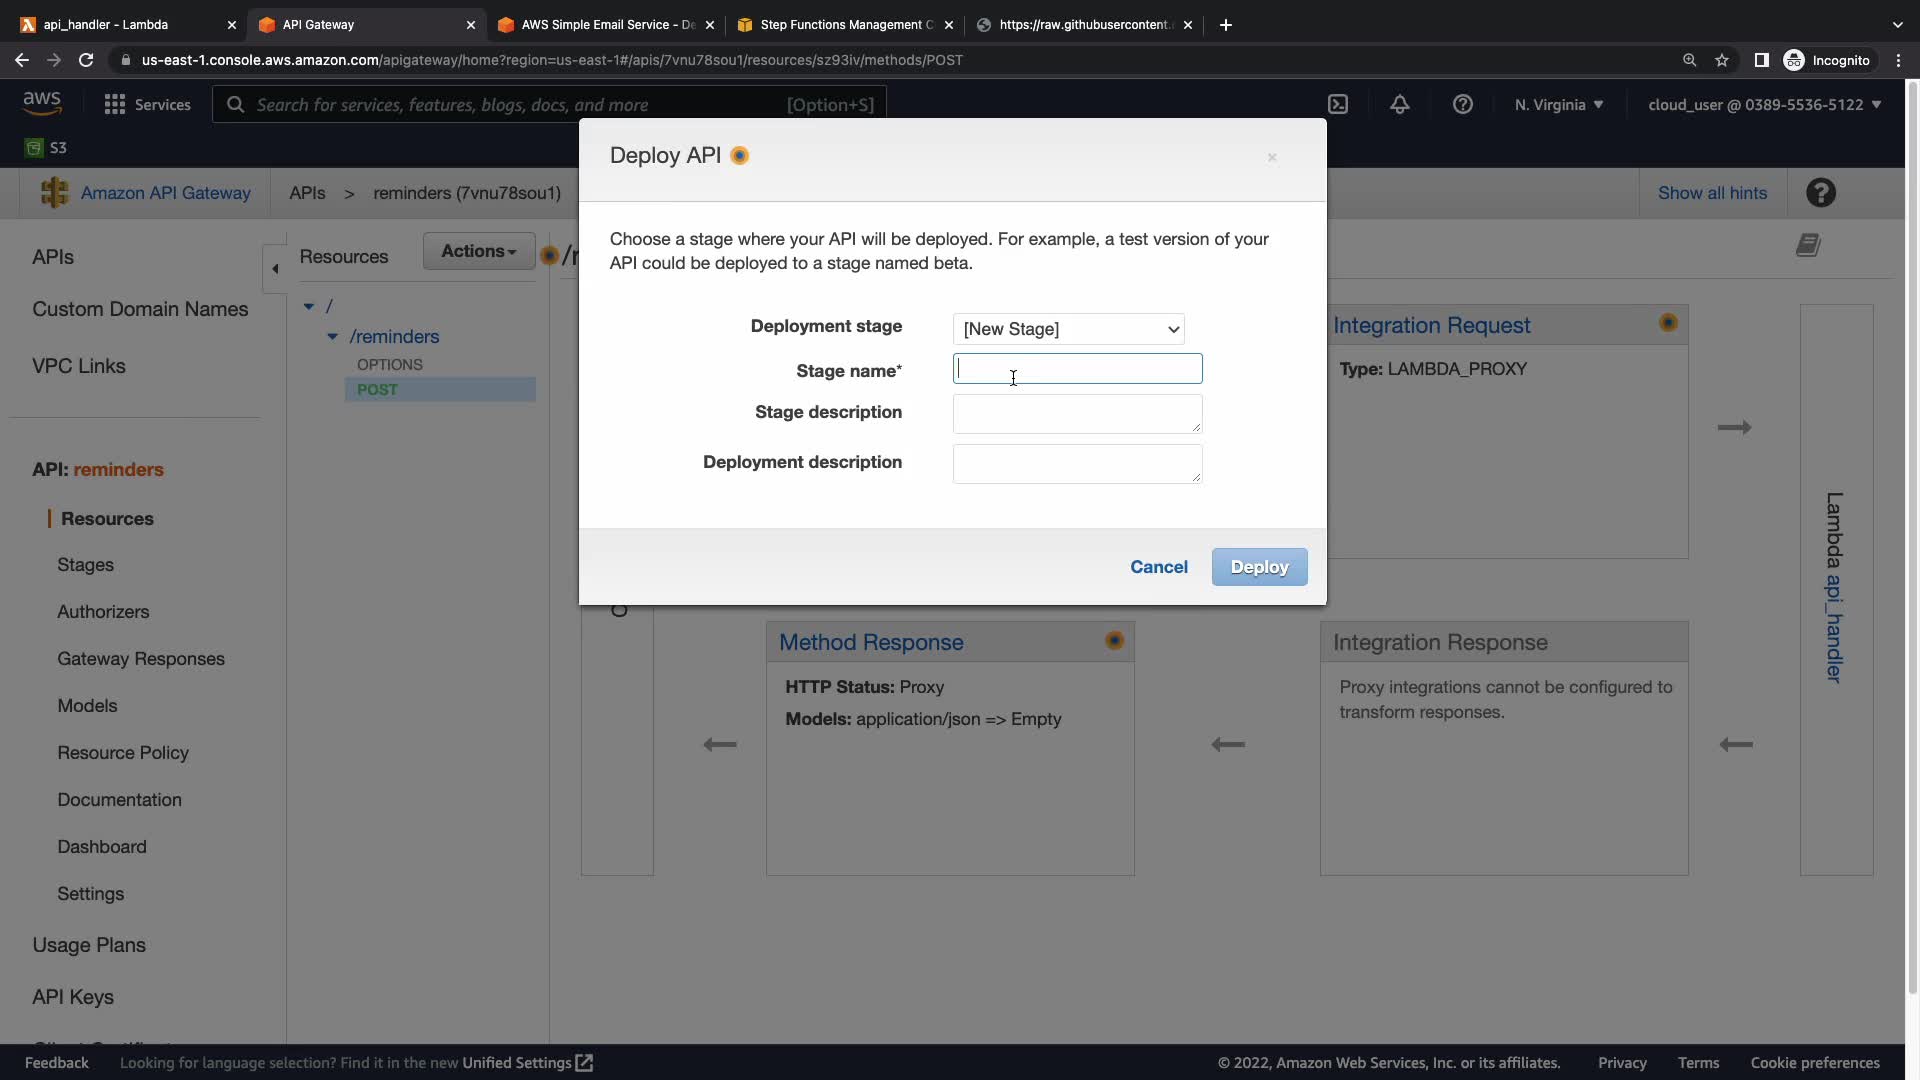 api_handler - Lambda
API Gateway
AWS Simple Email Service - De
Step Functions Management C
https://raw.githubusercontent.
us-east-1.console.aws.amazon.com/apigateway/home?region=us-east-1#/apis/7vnu78sou1/resources/sz93iv/methods/POST
Incognito
aws
Services
Search for services, features, blogs, docs, and more
[Option+S]
N. Virginia
cloud_user @ 0389-5536-5122
S3
Amazon API Gateway
APIs > reminders (7vnu78sou1)
Show all hints
APIs
Custom Domain Names
VPC Links
API: reminders
Resources
Stages
Authorizers
Gateway Responses
Models
Resource Policy
Documentation
Dashboard
Settings
Usage Plans
API Keys
Resources
Actions
/
/reminders
OPTIONS
POST
Deploy API
×
Choose a stage where your API will be deployed. For example, a test version of your
API could be deployed to a stage named beta.
Deployment stage
[New Stage]
Stage name*
Stage description
Deployment description
Cancel
Deploy
Integration Request
Type: LAMBDA_PROXY
Lambda api_handler
Method Response
HTTP Status: Proxy
Models: application/json => Empty
Integration Response
Proxy integrations cannot be configured to
transform responses.
Feedback
Looking for language selection? Find it in the new Unified Settings
© 2022, Amazon Web Services, Inc. or its affiliates.
Privacy
Terms
Cookie preferences